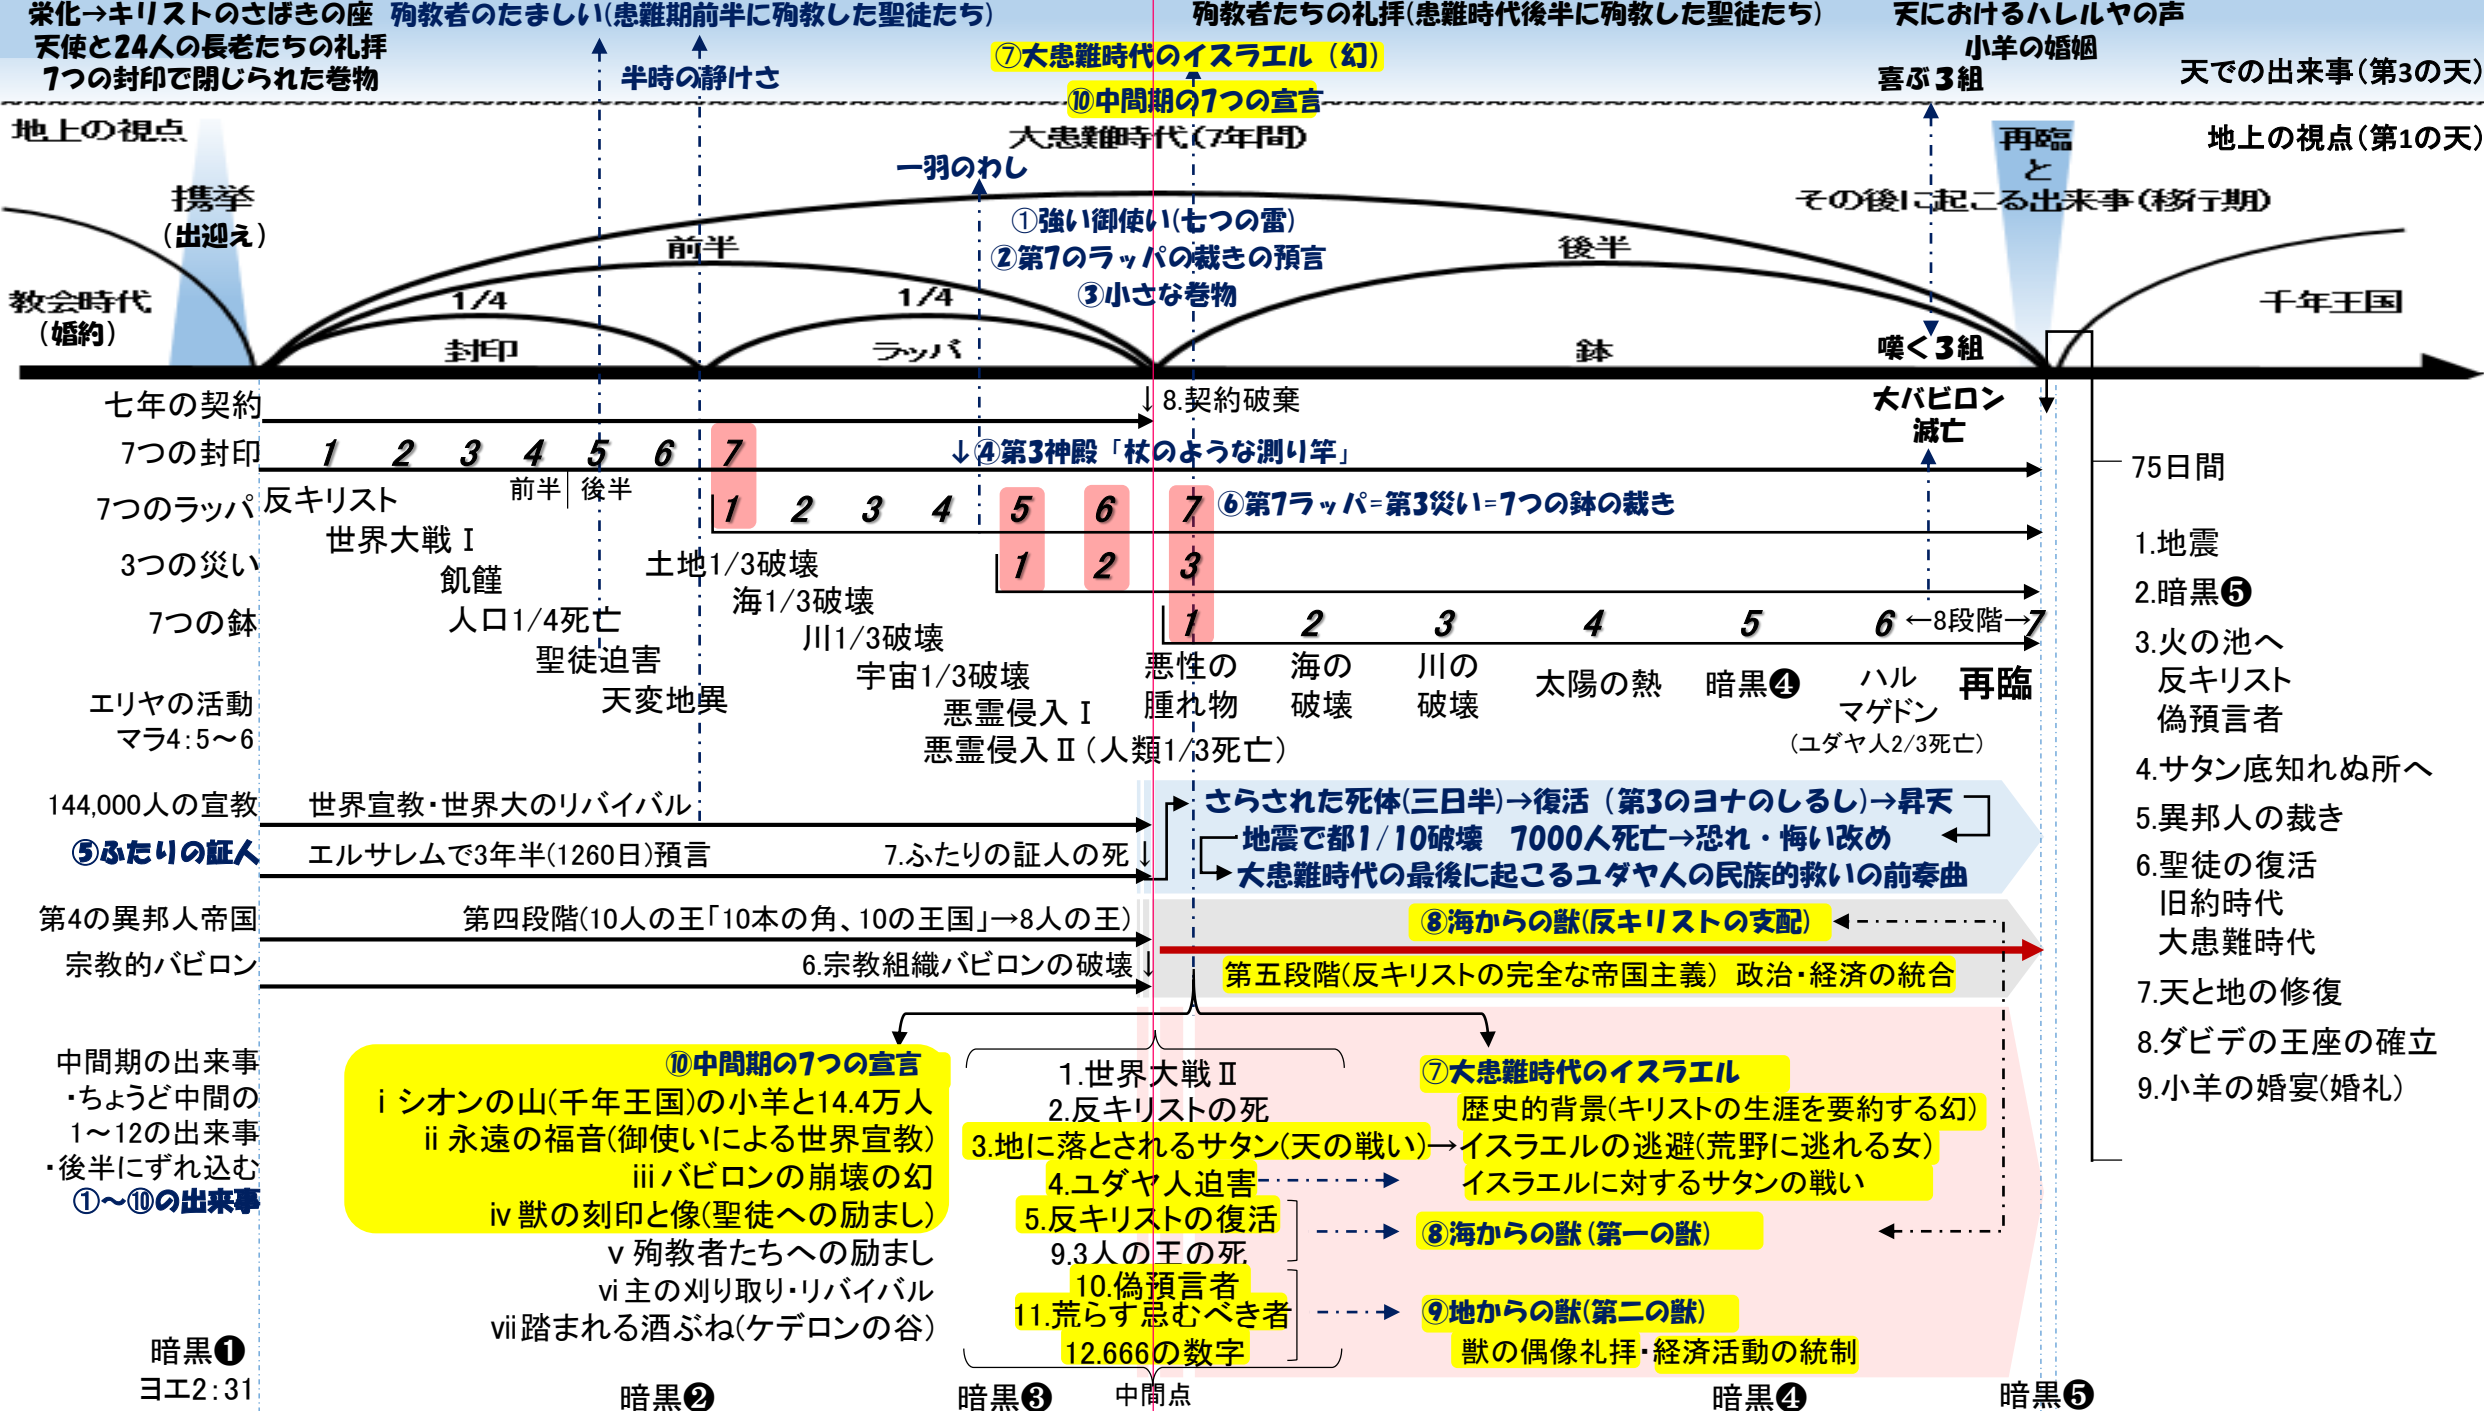 栄化→キリストのさばきの座
天使と24人の長老たちの礼拝
7つの封印で閉じられた巻物
殉教者のたましい(患難期前半に殉教した聖徒たち)
半時の静けさ
殉教者たちの礼拝(患難時代後半に殉教した聖徒たち)
⑦大患難時代のイスラエル（幻）
⑩中間期の7つの宣言
天におけるハレルヤの声
小羊の婚姻
喜ぶ３組
天での出来事(第3の天)
地上の視点
大患難時代(7年間)
再臨
と
その後に起こる出来事(移行期)
地上の視点(第1の天)
携挙
(出迎え)
一羽のわし
①強い御使い(七つの雷)
②第7のラッパの裁きの預言
③小さな巻物
前半
後半
教会時代
(婚約)
1/4
1/4
千年王国
封印
ラッパ
鉢
嘆く３組
七年の契約
↓8.契約破棄
大バビロン
滅亡
7つの封印
1 2 3 4 5 6 7
↓④第3神殿「杖のような測り竿」
前半 後半
7つのラッパ
1 2 3 4 5 6 7
⑥第7ラッパ=第3災い=7つの鉢の裁き
反キリスト
世界大戦Ⅰ
飢饉
人口1/4死亡
聖徒迫害
天変地異
3つの災い
1 2 3
土地1/3破壊
海1/3破壊
川1/3破壊
宇宙1/3破壊
悪霊侵入Ⅰ
悪霊侵入Ⅱ(人類1/3死亡)
7つの鉢
1 2 3 4 5 6 ←8段階→7
悪性の
腫れ物
海の
破壊
川の
破壊
太陽の熱
暗黒❹
ハル
マゲドン
(ユダヤ人2/3死亡)
再臨
エリヤの活動
マラ4:5～6
144,000人の宣教
世界宣教・世界大のリバイバル
さらされた死体(三日半)→復活（第3のヨナのしるし)→昇天
地震で都1/10破壊　7000人死亡→恐れ・悔い改め
大患難時代の最後に起こるユダヤ人の民族的救いの前奏曲
⑤ふたりの証人
エルサレムで3年半(1260日)預言
7.ふたりの証人の死↓
第4の異邦人帝国
第四段階(10人の王「10本の角、10の王国」→8人の王)
⑧海からの獣(反キリストの支配)
宗教的バビロン
6.宗教組織バビロンの破壊↓
第五段階(反キリストの完全な帝国主義)　政治・経済の統合
中間期の出来事
・ちょうど中間の
1～12の出来事
・後半にずれ込む
①～⑩の出来事
⑩中間期の7つの宣言
ⅰシオンの山(千年王国)の小羊と14.4万人
ⅱ永遠の福音(御使いによる世界宣教)
ⅲバビロンの崩壊の幻
ⅳ獣の刻印と像(聖徒への励まし)
ⅴ殉教者たちへの励まし
ⅵ主の刈り取り・リバイバル
ⅶ踏まれる酒ぶね(ケデロンの谷)
1.世界大戦Ⅱ
2.反キリストの死
3.地に落とされるサタン(天の戦い)→
4.ユダヤ人迫害
5.反キリストの復活
9.3人の王の死
10.偽預言者
11.荒らす忌むべき者
12.666の数字
⑦大患難時代のイスラエル
歴史的背景(キリストの生涯を要約する幻)
イスラエルの逃避(荒野に逃れる女)
イスラエルに対するサタンの戦い
⑧海からの獣(第一の獣)
⑨地からの獣(第二の獣)
獣の偶像礼拝・経済活動の統制
75日間
1.地震
2.暗黒❺
3.火の池へ
反キリスト
偽預言者
4.サタン底知れぬ所へ
5.異邦人の裁き
6.聖徒の復活
旧約時代
大患難時代
7.天と地の修復
8.ダビデの王座の確立
9.小羊の婚宴(婚礼)
暗黒❶
ヨエ2:31
暗黒❷
暗黒❸
中間点
暗黒❹
暗黒❺